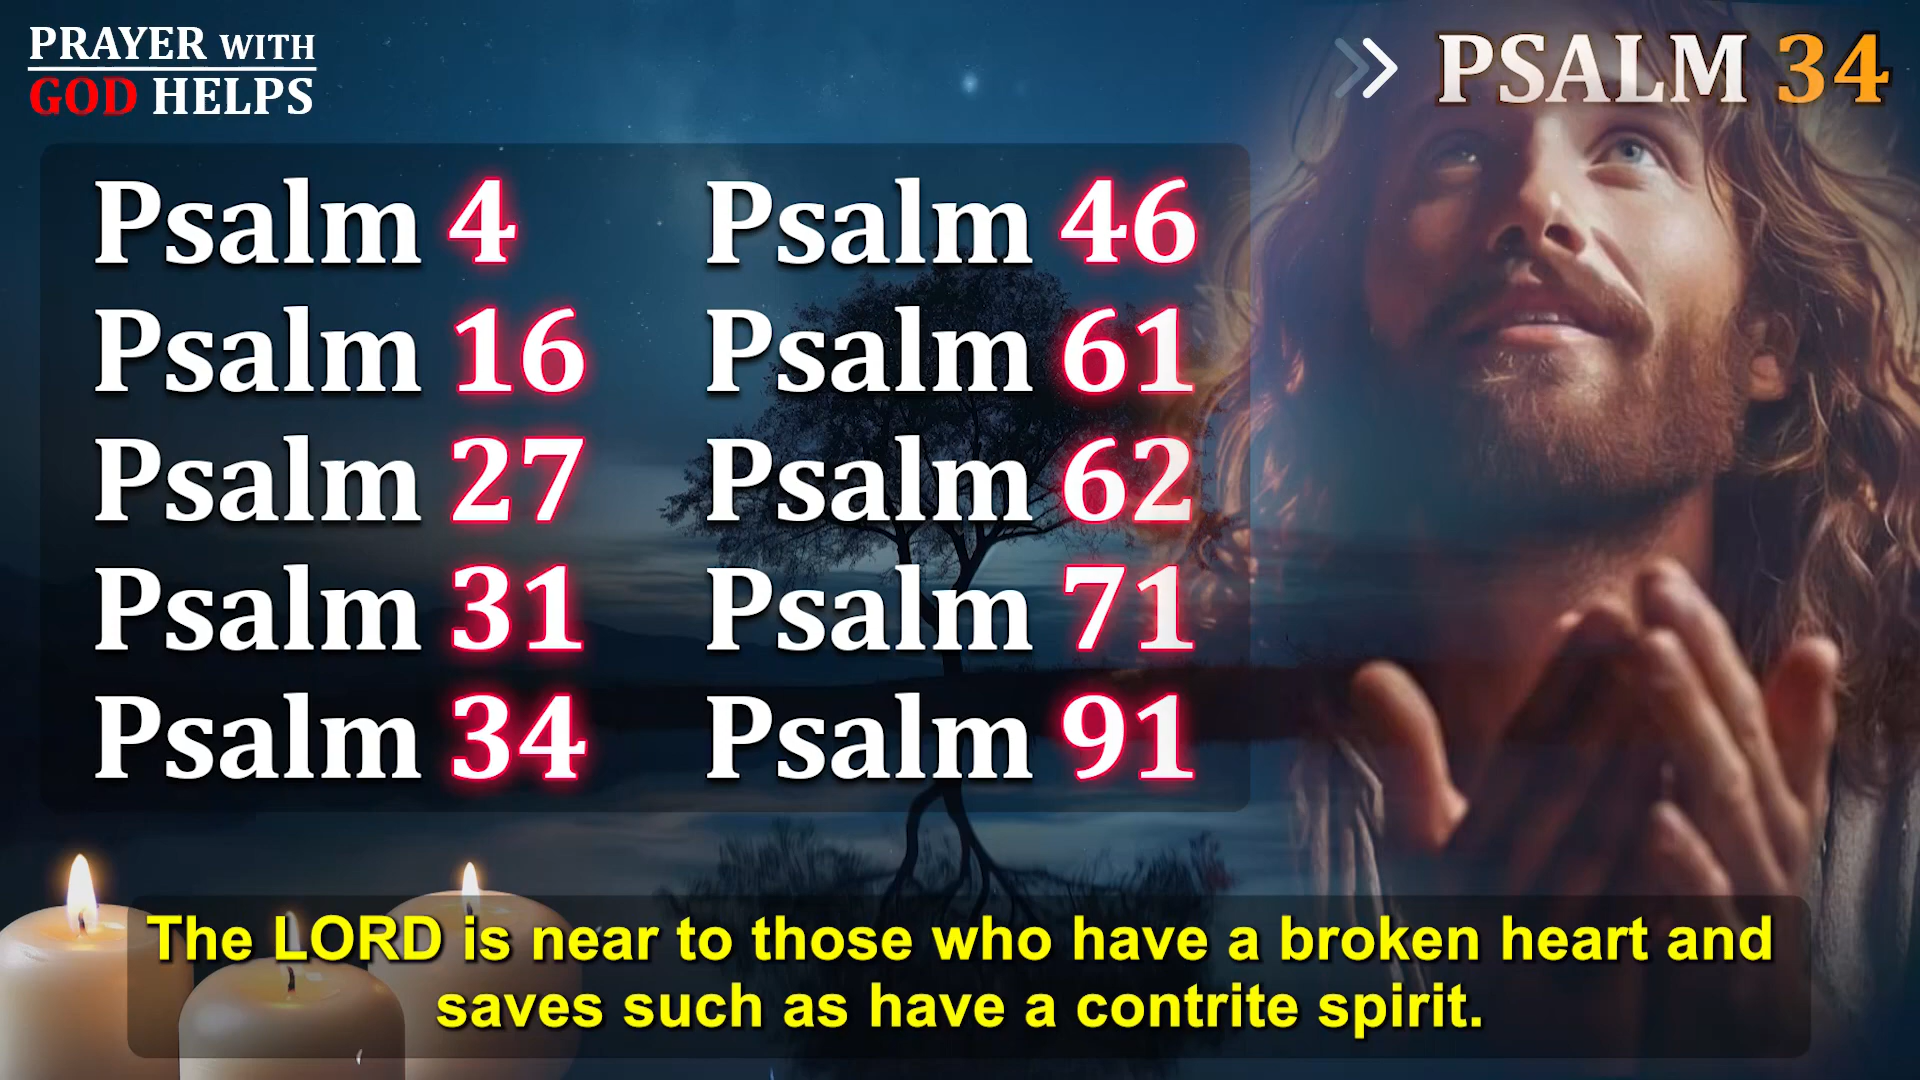 PRAYER WITH
GOD HELPS
PSALM 34
Psalm 4
Psalm 16
Psalm 27
Psalm 31
Psalm 34
Psalm 46
Psalm 61
Psalm 62
Psalm 71
Psalm 91
The LORD is near to those who have a broken heart and
saves such as have a contrite spirit.